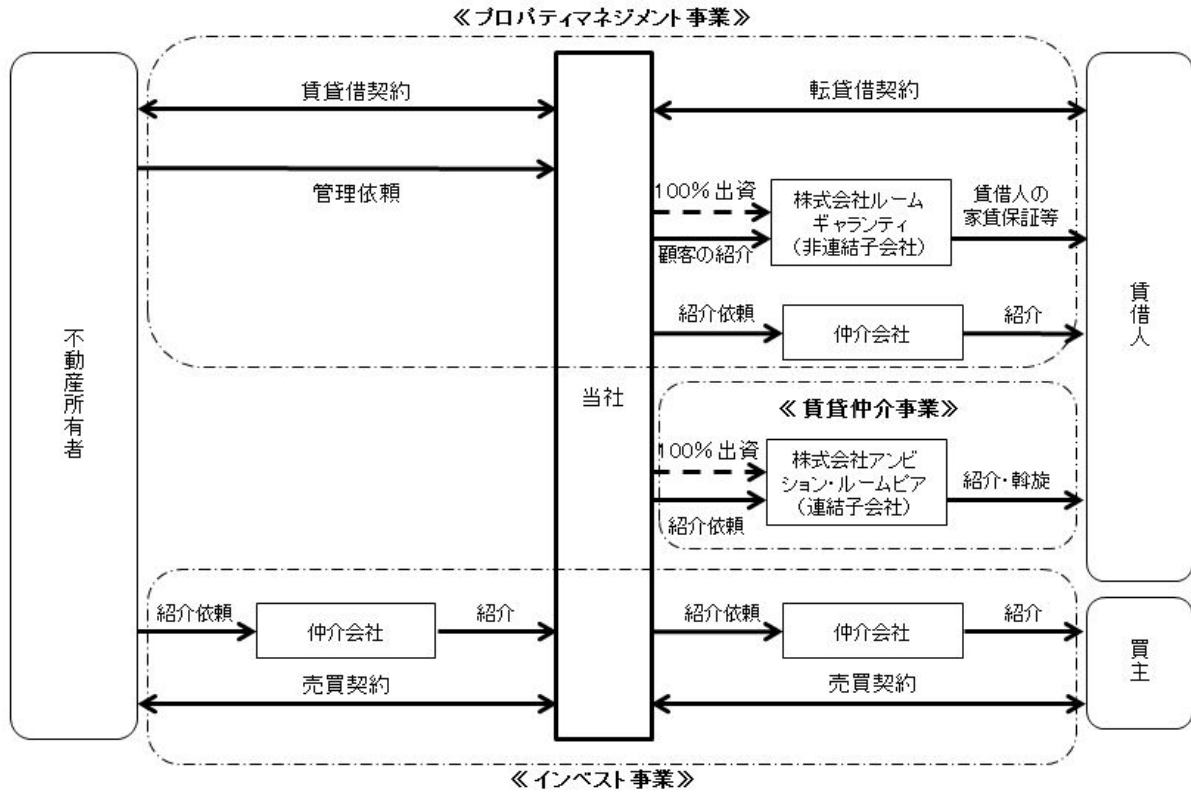 ≪プロパティマネジメント事業≫
賃貸借契約
転貸借契約
管理依頼
100%出資
顧客の紹介
株式会社ルーム
ギャランティ
(非連結子会社)
賃借人の
家賃保証等
紹介依頼
仲介会社
紹介
不動産所有者
当社
賃借人
≪賃貸仲介事業≫
100%出資
紹介依頼
株式会社アンビ
ション・ルームピア
(連結子会社)
紹介・斡旋
紹介依頼
仲介会社
紹介
紹介依頼
仲介会社
紹介
売買契約
売買契約
買主
≪インベスト事業≫